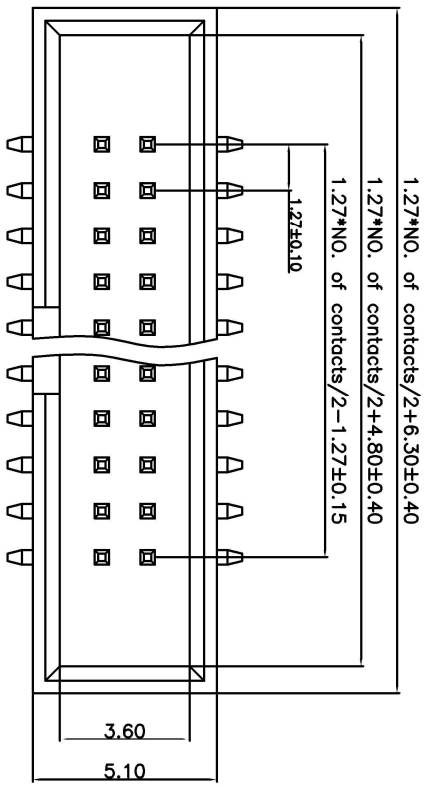 1.27*NO. of contacts/2+6.30±0.40
1.27*NO. of contacts/2+4.80±0.40
1.27*NO. of contacts/2-1.27±0.15
1.27±0.10
3.60
5.10